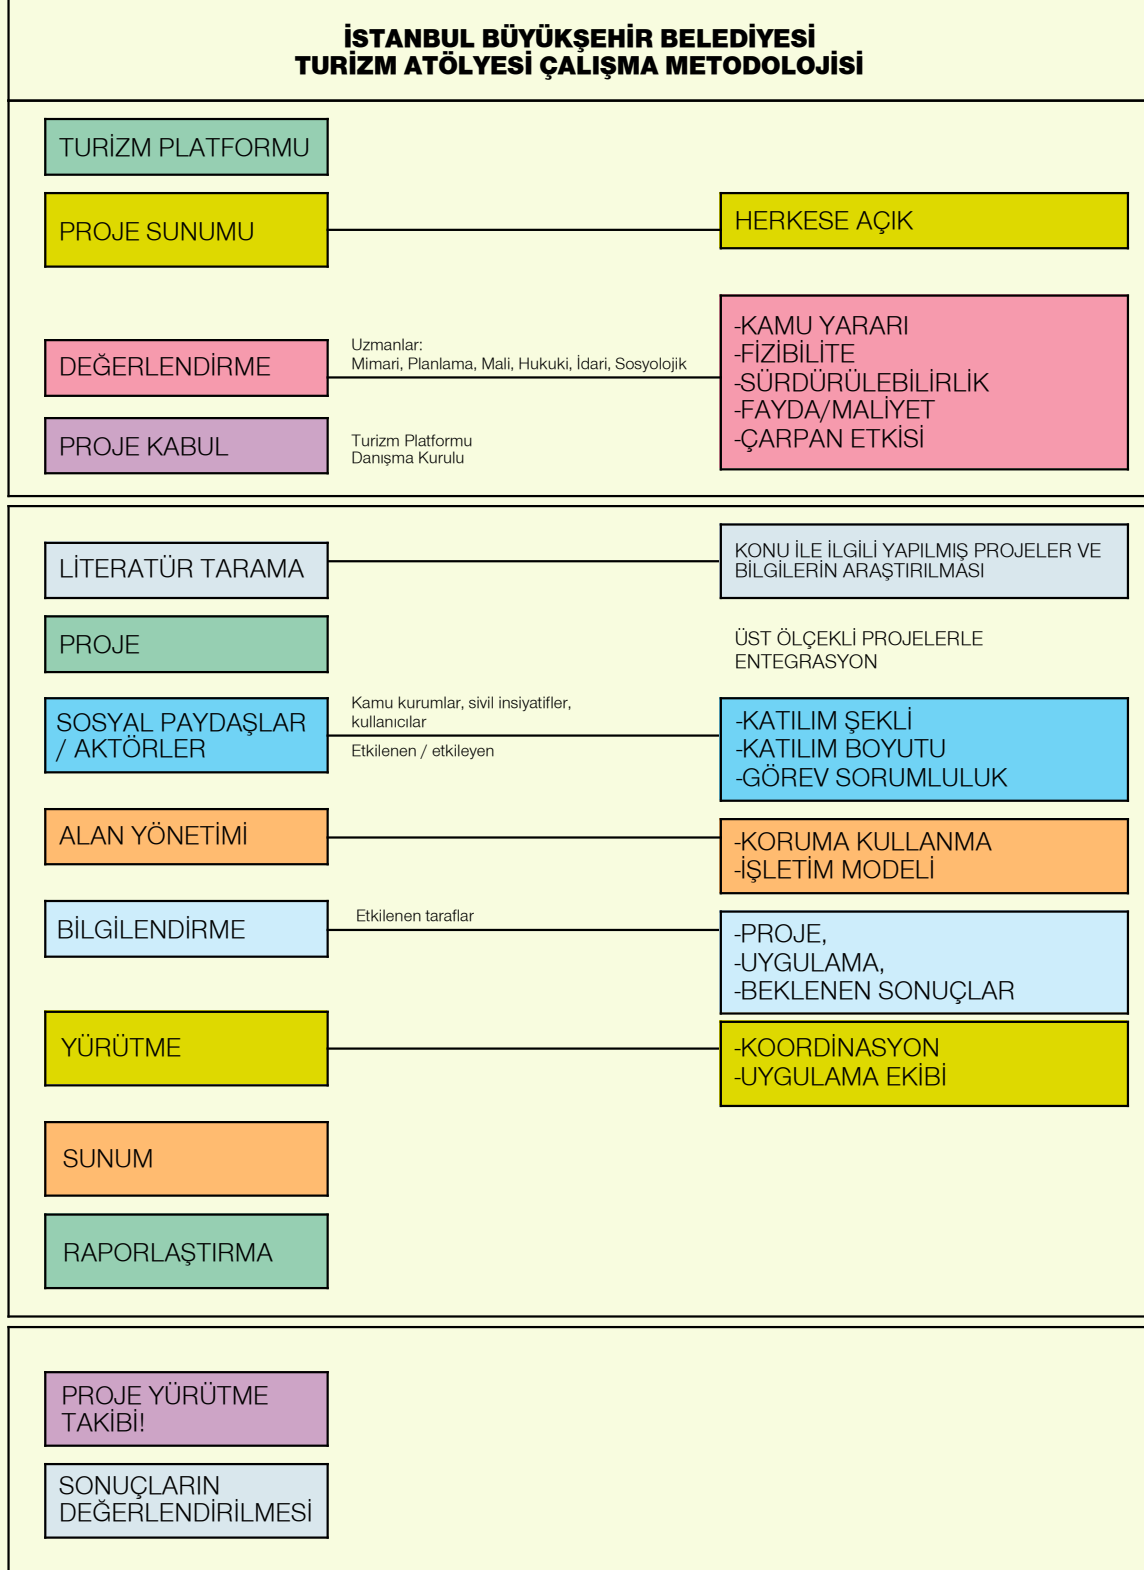 İSTANBUL BÜYÜKŞEHİR BELEDİYESİ
TURİZM ATÖLYESİ ÇALIŞMA METODOLOJİSİ
TURİZM PLATFORMU
PROJE SUNUMU
HERKESE AÇIK
DEĞERLENDİRME
Uzmanlar:
Mimari, Planlama, Mali, Hukuki, İdari, Sosyolojik
-KAMU YARARI
-FİZİBİLİTE
-SÜRDÜRÜLEBİLİRLİK
-FAYDA/MALİYET
-ÇARPAN ETKİSİ
PROJE KABUL
Turizm Platformu
Danışma Kurulu
LİTERATÜR TARAMA
KONU İLE İLGİLİ YAPILMIŞ PROJELER VE
BİLGİLERİN ARAŞTIRILMASI
PROJE
ÜST ÖLÇEKLİ PROJELERLE
ENTEGRASYON
SOSYAL PAYDAŞLAR
/ AKTÖRLER
Kamu kurumlar, sivil insiyatifler,
kullanıcılar
Etkilenen / etkileyen
-KATILIM ŞEKLİ
-KATILIM BOYUTU
-GÖREV SORUMLULUK
ALAN YÖNETİMİ
-KORUMA KULLANMA
-İŞLETİM MODELİ
BİLGİLENDİRME
Etkilenen taraflar
-PROJE,
-UYGULAMA,
-BEKLENEN SONUÇLAR
YÜRÜTME
-KOORDİNASYON
-UYGULAMA EKİBİ
SUNUM
RAPORLAŞTIRMA
PROJE YÜRÜTME
TAKİBİ!
SONUÇLARIN
DEĞERLENDİRİLMESİ